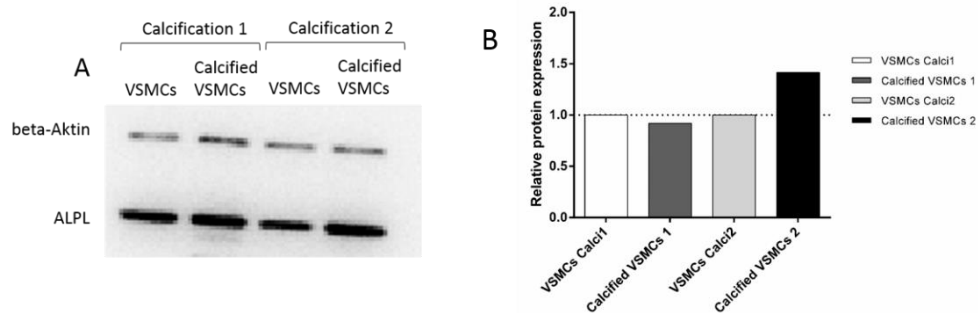 Calcification 1
Calcification 2
A
VSMCs
Calcified
VSMCs
VSMCs
Calcified
VSMCs
beta-Aktin
ALPL
B
Relative protein expression
2.0
1.5
1.0
0.5
0.0
VSMCs Calci1
Calcified VSMCs 1
VSMCs Calci2
Calcified VSMCs 2
VSMCs Calci1
Calcified VSMCs 1
VSMCs Calci2
Calcified VSMCs 2